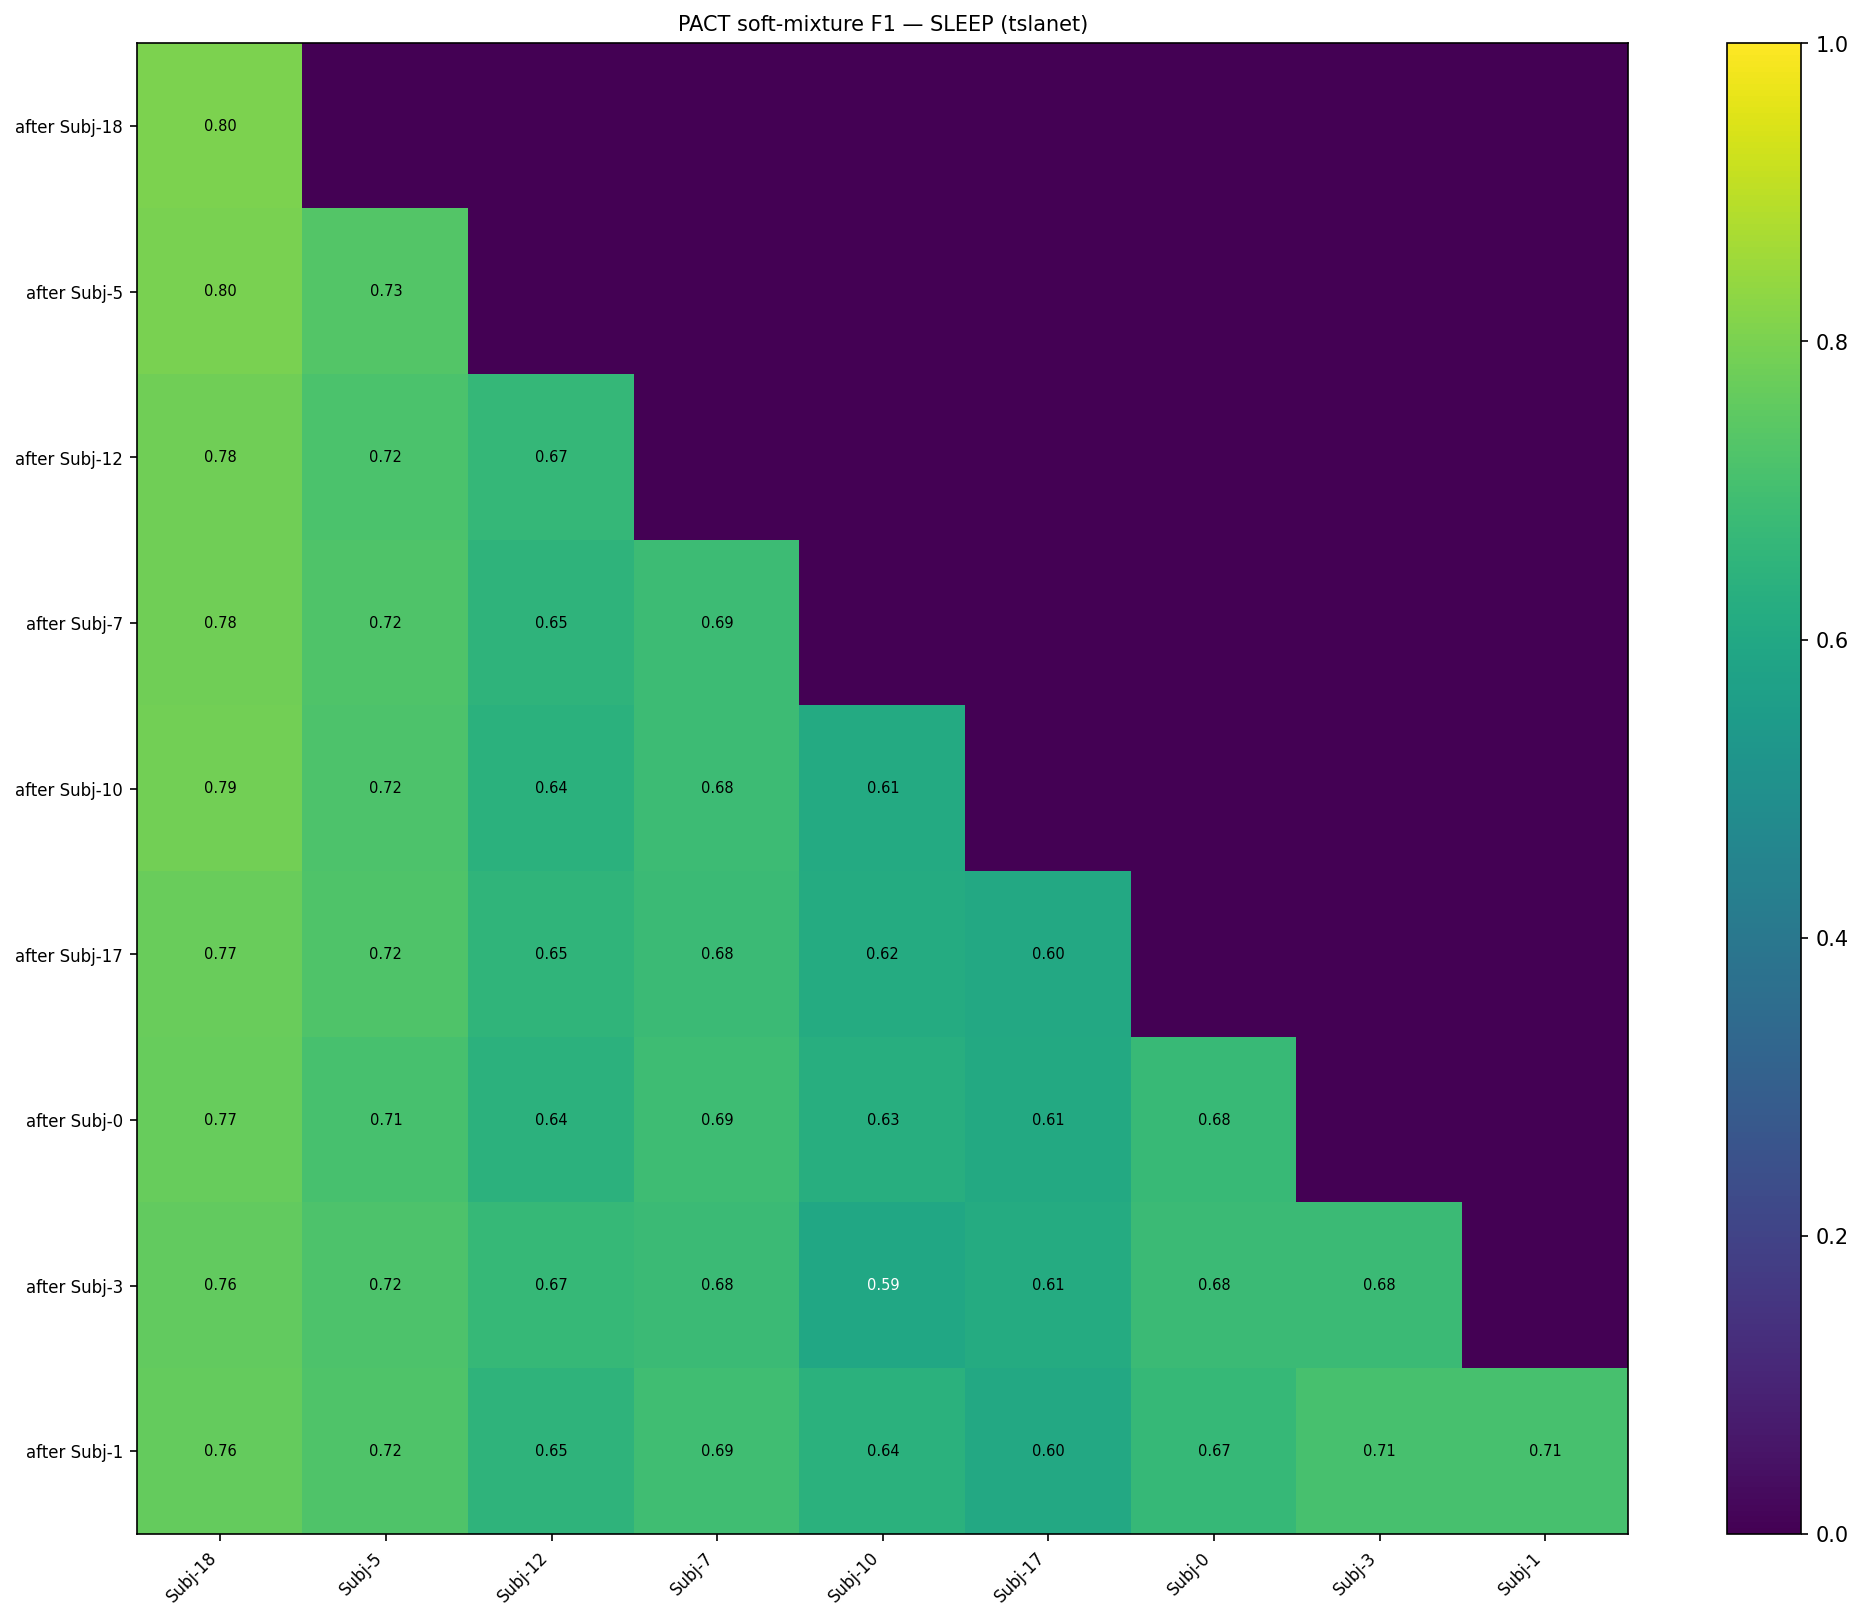 PACT soft-mixture F1 — SLEEP (tslanet)
1.0
after Subj-18
0.80
after Subj-5
0.80 0.73
0.8
after Subj-12
0.78 0.72 0.67
after Subj-7
0.78 0.72 0.65 0.69
0.6
after Subj-10
0.79 0.72 0.64 0.68 0.61
after Subj-17
0.77 0.72 0.65 0.68 0.62 0.60
0.4
after Subj-0
0.77 0.71 0.64 0.69 0.63 0.61 0.68
0.2
after Subj-3
0.76 0.72 0.67 0.68 0.59 0.61 0.68 0.68
after Subj-1
0.76 0.72 0.65 0.69 0.64 0.60 0.67 0.71 0.71
0.0
Subj-18
Subj-5
Subj-12
Subj-7
Subj-10
Subj-17
Subj-0
Subj-3
Subj-1